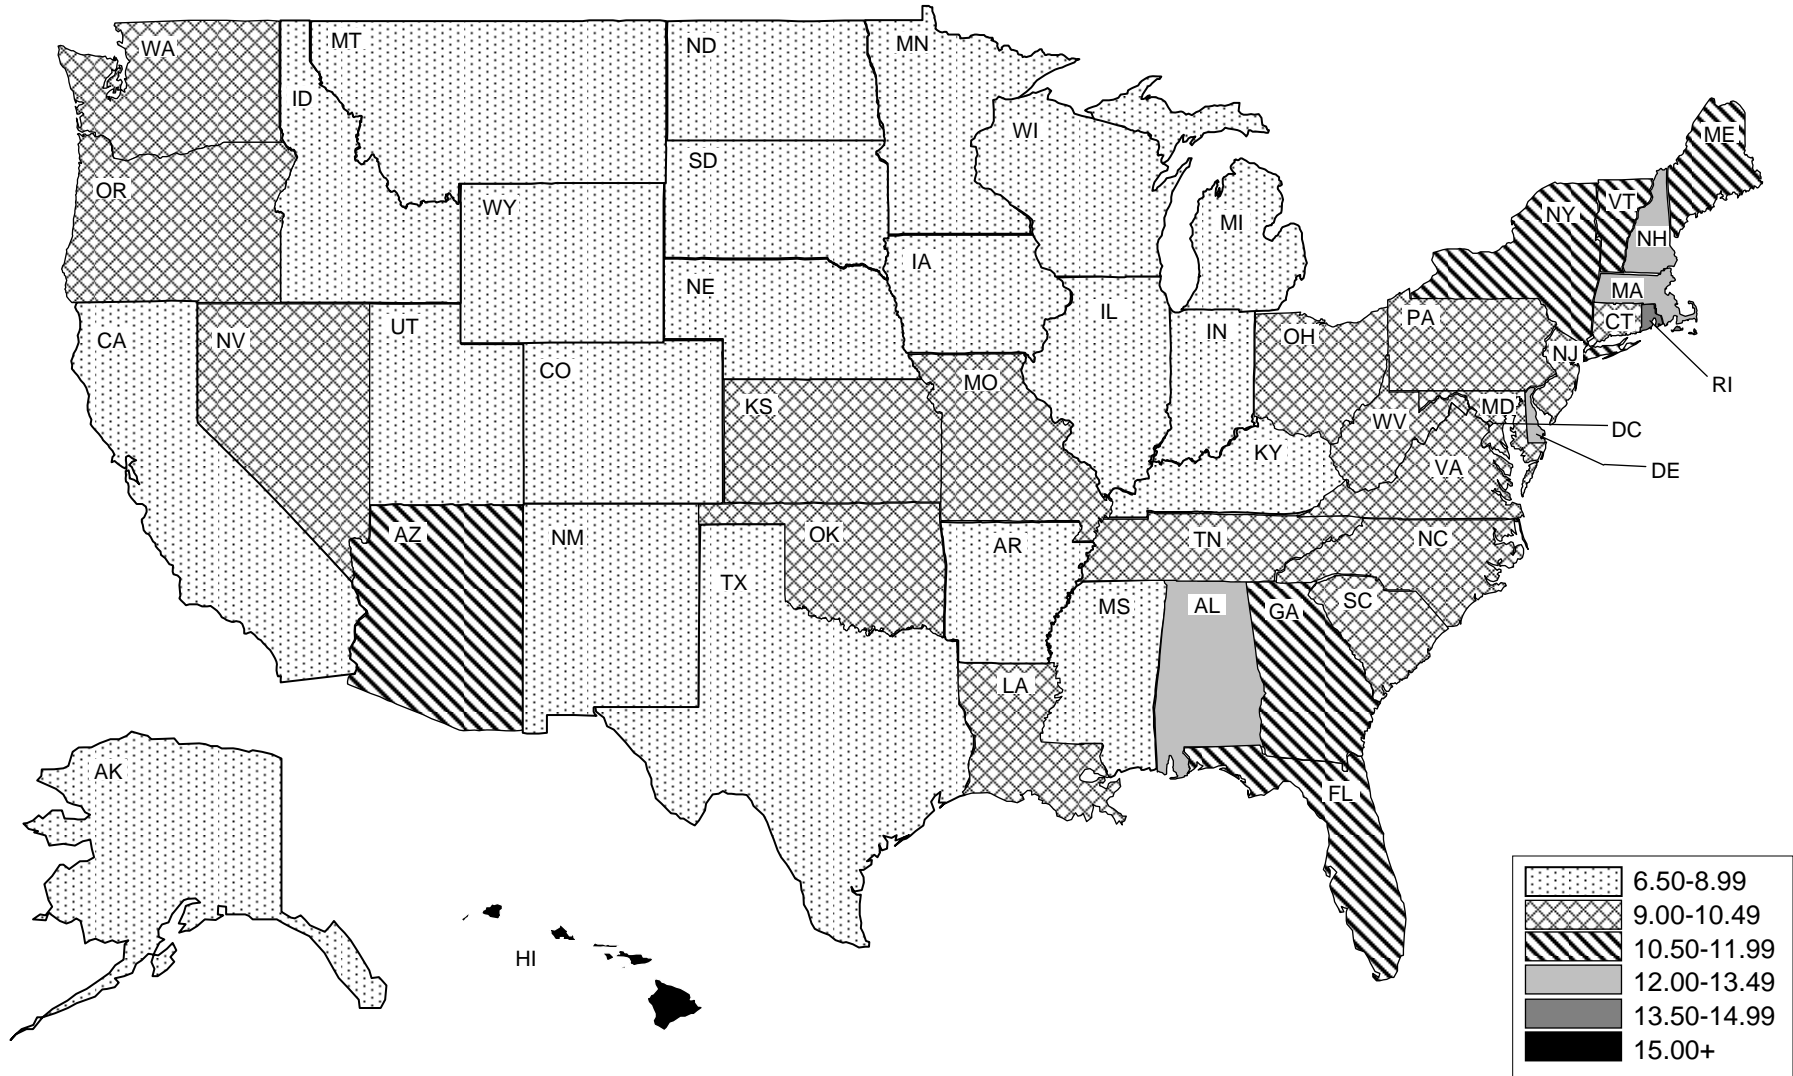 WA
MT
ND
MN
ID
OR
WY
SD
WI
MI
ME
VT
NY
NH
MA
CT
RI
CA
NV
UT
CO
NE
IA
IL
IN
OH
PA
NJ
KS
MO
KY
WV
MD
DC
VA
DE
AZ
NM
OK
AR
TN
NC
TX
LA
MS
AL
GA
SC
FL
AK
HI
6.50-8.99
9.00-10.49
10.50-11.99
12.00-13.49
13.50-14.99
15.00+